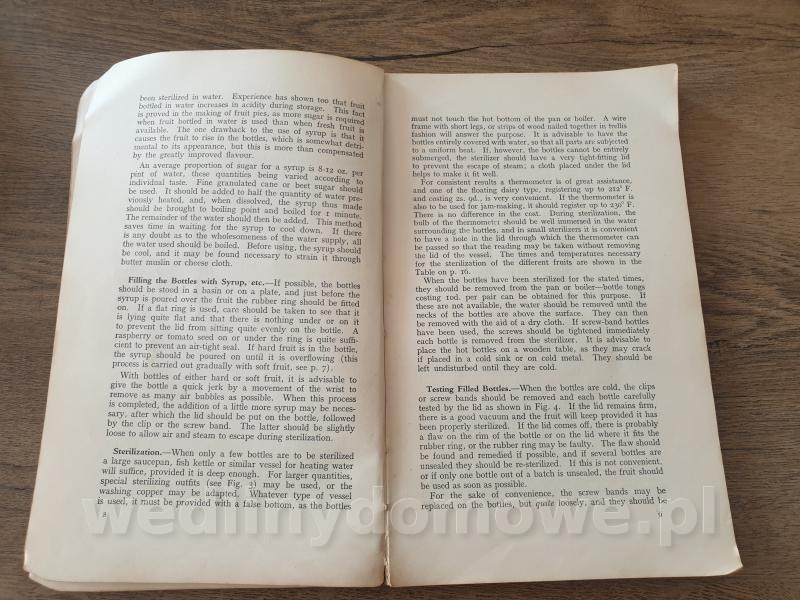 been sterilized in water. Experience has shown too that fruit
bottled in water increases in acidity during storage. This fact
is proved in the making of fruit pies, as more sugar is required
when fruit bottled in water is used than when fresh fruit is
available. The one drawback to the use of syrup is that it
causes the fruit to rise in the bottles, which is somewhat detri-
mental to its appearance, but this is more than compensated
by the greatly improved flavour.
An average proportion of sugar for a syrup is 8-12 oz. per
pint of water, these quantities being varied according to
individual taste. Fine granulated cane or beet sugar should
be used. It should be added to half the quantity of water pre-
viously heated, and, when dissolved, the syrup thus made
should be brought to boiling point and boiled for 1 minute.
The remainder of the water should then be added. This method
saves time in waiting for the syrup to cool down. If there
is any doubt as to the wholesomeness of the water supply, all
the water used should be boiled. Before using, the syrup should
be cool, and it may be found necessary to strain it through
butter muslin or cheese cloth.
Filling the Bottles with Syrup, etc.—If possible, the bottles
should be stood in a basin or on a plate, and just before the
syrup is poured over the fruit the rubber ring should be fitted
on. If a flat ring is used, care should be taken to see that it
is lying quite flat and that there is nothing under or on it
to prevent the lid from sitting quite evenly on the bottle. A
raspberry or tomato seed on or under the ring is quite suffi-
cient to prevent an air-tight seal. If hard fruit is in the bottle,
the syrup should be poured on until it is overflowing (this
process is carried out gradually with soft fruit, see p. 7).
With bottles of either hard or soft fruit, it is advisable to
give the bottle a quick jerk by a movement of the wrist to
remove as many air bubbles as possible. When this process
is completed, the addition of a little more syrup may be neces-
sary, after which the lid should be put on the bottle, followed
by the clip or the screw band. The latter should be slightly
loose to allow air and steam to escape during sterilization.
Sterilization.—When only a few bottles are to be sterilized
a large saucepan, fish kettle or similar vessel for heating water
will suffice, provided it is deep enough. For larger quantities,
special sterilizing outfits (see Fig. 3) may be used, or the
washing copper may be adapted. Whatever type of vessel
is used, it must be provided with a false bottom, as the bottles
8
must not touch the hot bottom of the pan or boiler. A wire
frame with short legs, or strips of wood nailed together in trellis
fashion will answer the purpose. It is advisable to have the
bottles entirely covered with water, so that all parts are subjected
to a uniform heat. If, however, the bottles cannot be entirely
submerged, the sterilizer should have a very tight-fitting lid
to prevent the escape of steam; a cloth placed under the lid
helps to make it fit well.
For consistent results a thermometer is of great assistance,
and one of the floating dairy type, registering up to 212° F.
and costing 2s. 9d., is very convenient. If the thermometer is
also to be used for jam-making, it should register up to 230° F.
There is no difference in the cost. During sterilization, the
bulb of the thermometer should be well immersed in the water
surrounding the bottles, and in small sterilizers it is convenient
to have a hole in the lid through which the thermometer can
be passed so that the reading may be taken without removing
the lid of the vessel. The times and temperatures necessary
for the sterilization of the different fruits are shown in the
Table on p. 16.
When the bottles have been sterilized for the stated times,
they should be removed from the pan or boiler—bottle tongs
costing 10d. per pair can be obtained for this purpose. If
these are not available, the water should be removed until the
necks of the bottles are above the surface. They can then
be removed with the aid of a dry cloth. If screw-band bottles
have been used, the screws should be tightened immediately
each bottle is removed from the sterilizer. It is advisable to
place the hot bottles on a wooden table, as they may crack
if placed in a cold sink or on cold metal. They should be
left undisturbed until they are cold.
Testing Filled Bottles.—When the bottles are cold, the clips
or screw bands should be removed and each bottle carefully
tested by the lid as shown in Fig. 4. If the lid remains firm,
there is a good vacuum and the fruit will keep provided it has
been properly sterilized. If the lid comes off, there is probably
a flaw on the rim of the bottle or on the lid where it fits the
rubber ring, or the rubber ring may be faulty. The flaw should
be found and remedied if possible, and if several bottles are
unsealed they should be re-sterilized. If this is not convenient,
or if only one bottle out of a batch is unsealed, the fruit should
be used as soon as possible.
For the sake of convenience, the screw bands may be
replaced on the bottles, but quite loosely, and they should be
9
wedlinydomowe.pl